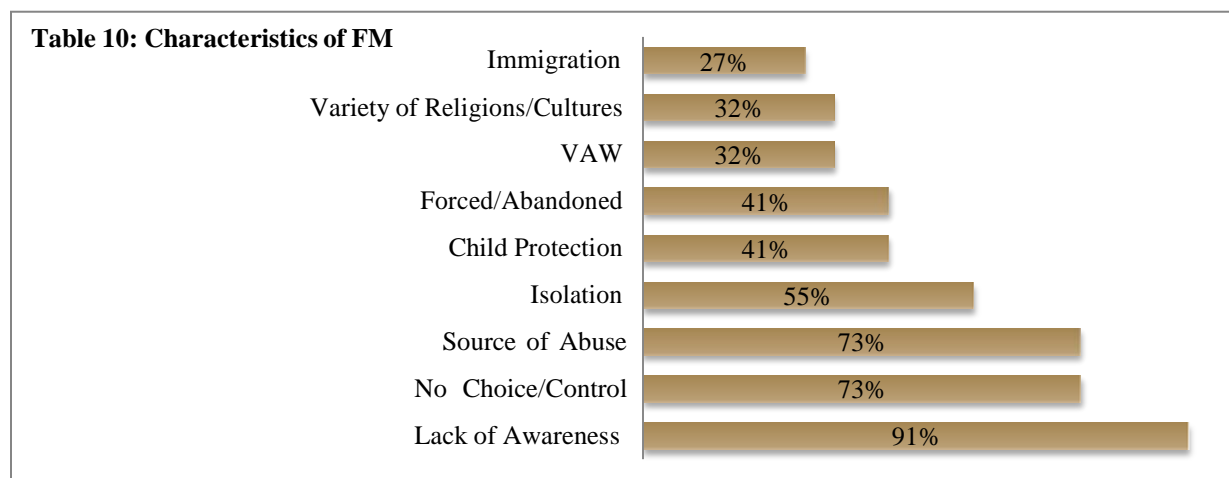 Table 10: Characteristics of FM
Immigration 27%
Variety of Religions/Cultures 32%
VAW 32%
Forced/Abandoned 41%
Child Protection 41%
Isolation 55%
Source of Abuse 73%
No Choice/Control 73%
Lack of Awareness 91%